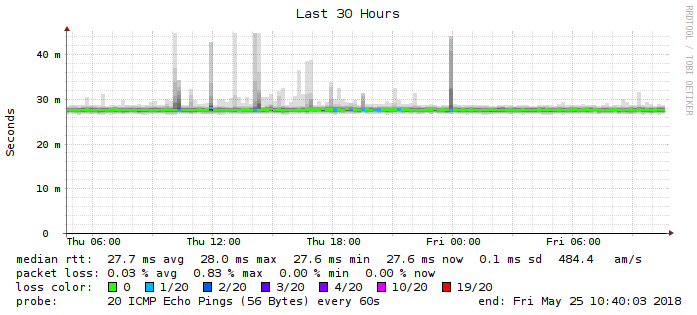 Last 30 Hours
RRDTOOL / TOBI OETIKER
Seconds
40 m
30 m
20 m
10 m
0
Thu 06:00 Thu 12:00 Thu 18:00 Fri 00:00 Fri 06:00
median rtt: 27.7 ms avg 28.0 ms max 27.6 ms min 27.6 ms now 0.1 ms sd 484.4 am/s
packet loss: 0.03 % avg 0.83 % max 0.00 % min 0.00 % now
loss color: 0 1/20 2/20 3/20 4/20 10/20 19/20
probe: 20 ICMP Echo Pings (56 Bytes) every 60s end: Fri May 25 10:40:03 2018